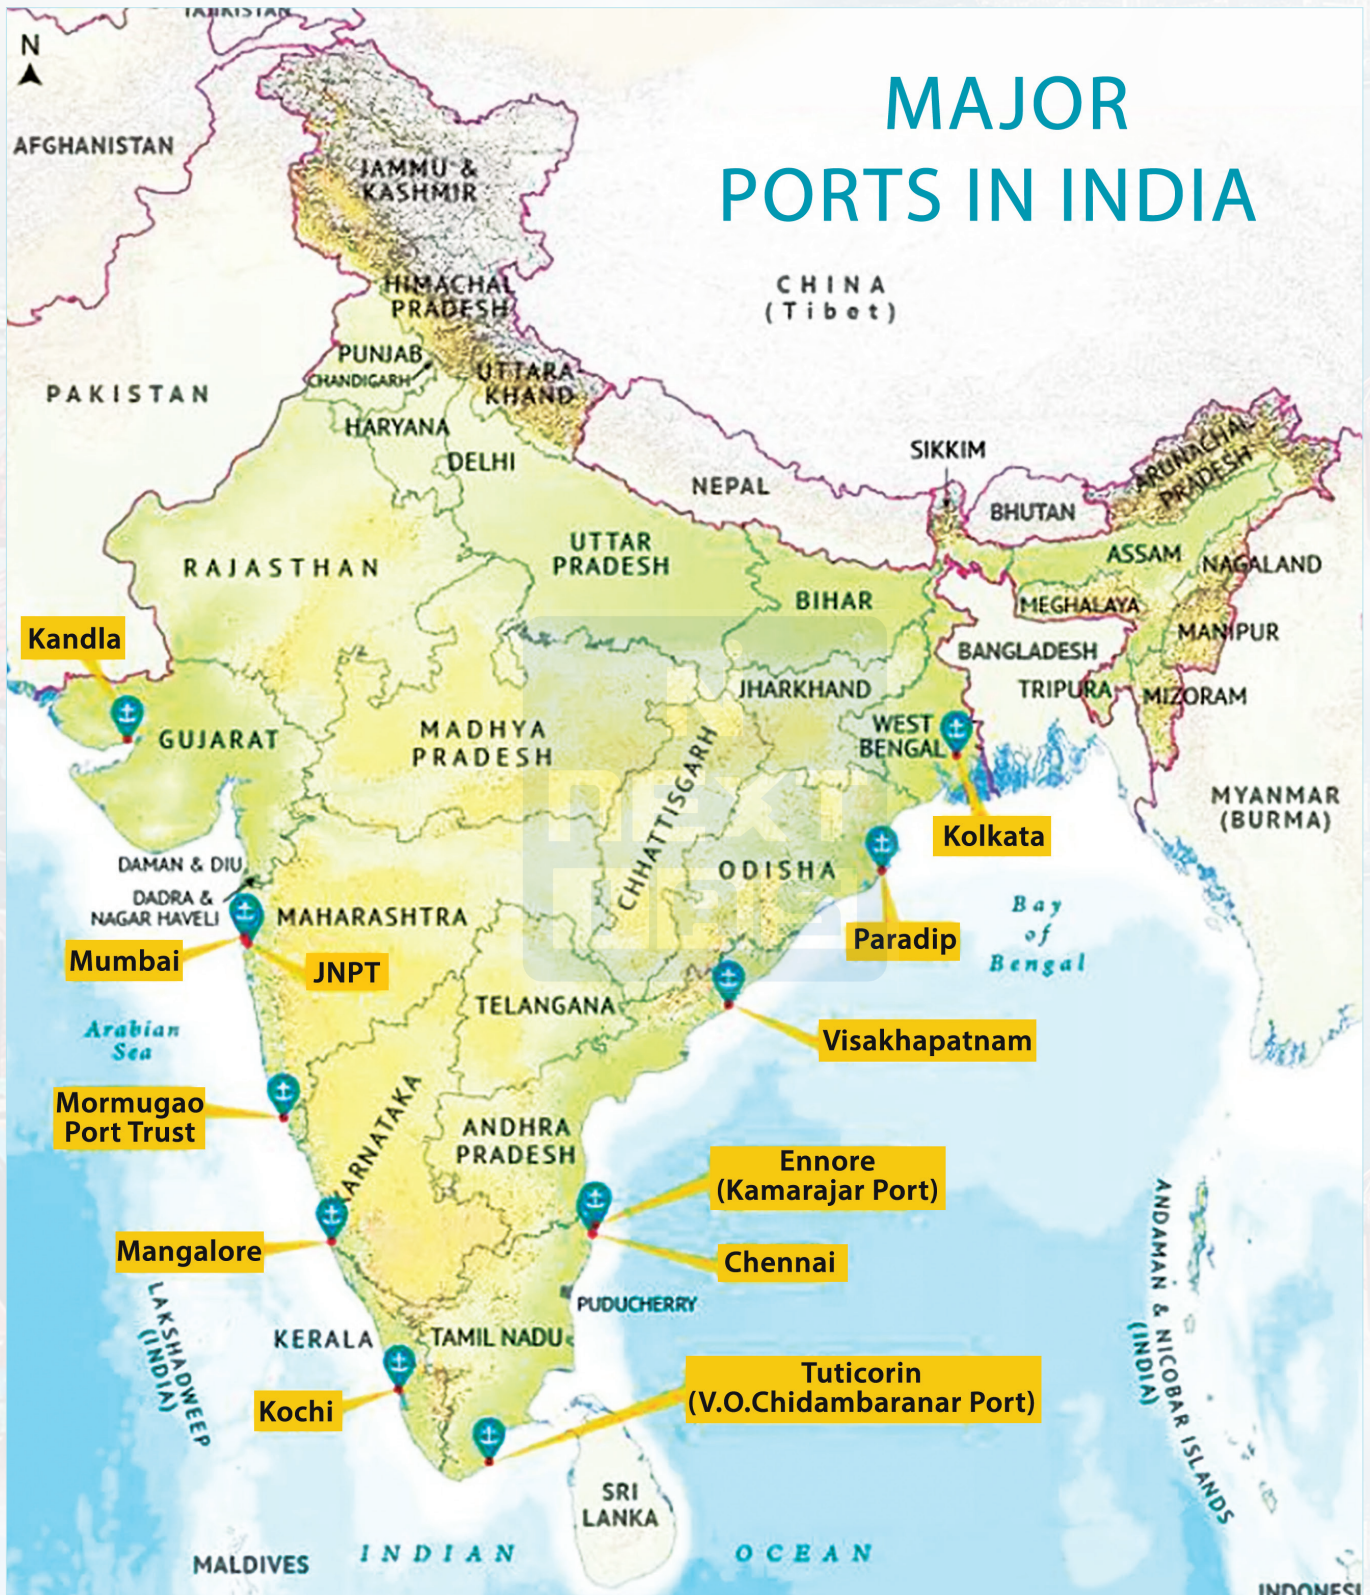 TAJIKISTAN
N
MAJOR
PORTS IN INDIA
AFGHANISTAN
JAMMU &
KASHMIR
CHINA
(Tibet)
HIMACHAL
PRADESH
PUNJAB
CHANDIGARH
UTTARA-
KHAND
PAKISTAN
HARYANA
DELHI
SIKKIM
NEPAL
BHUTAN
ARUNACHAL
PRADESH
RAJASTHAN
UTTAR
PRADESH
ASSAM
NAGALAND
BIHAR
MEGHALAYA
MANIPUR
Kandla
BANGLADESH
TRIPURA
MIZORAM
JHARKHAND
GUJARAT
MADHYA
PRADESH
WEST
BENGAL
CHHATTISGARH
MYANMAR
(BURMA)
NEXT
IAS
Kolkata
DAMAN & DIU
DADRA &
NAGAR HAVELI
ODISHA
MAHARASHTRA
Bay
of
Bengal
Paradip
Mumbai
JNPT
TELANGANA
Arabian
Sea
Visakhapatnam
Mormugao
Port Trust
KARNATAKA
ANDHRA
PRADESH
Ennore
(Kamarajar Port)
Mangalore
Chennai
ANDAMAN & NICOBAR ISLANDS
(INDIA)
LAKSHADWEEP
(INDIA)
PUDUCHERRY
KERALA
TAMIL NADU
Kochi
Tuticorin
(V.O.Chidambaranar Port)
SRI
LANKA
MALDIVES
INDIAN
OCEAN